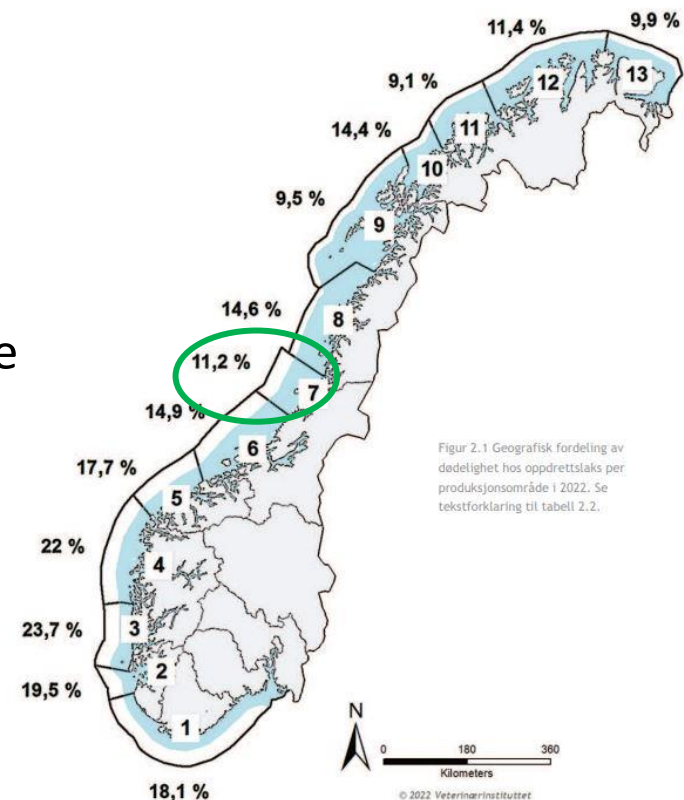 9,9 %
11,4 %
13
12
9,1 %
11
14,4 %
10
9,5 %
9
14,6 %
8
e
11,2 %
7
14,9 %
6
Figur 2.1 Geografisk fordeling av
dødelighet hos oppdrettslaks per
produksjonsområde i 2022. Se
tekstforklaring til tabell 2.2.
17,7 %
5
22 %
4
23,7 %
3
2
19,5 %
1
N
0 180 360
Kilometers
18,1 %
© 2022 Veterinærinstituttet